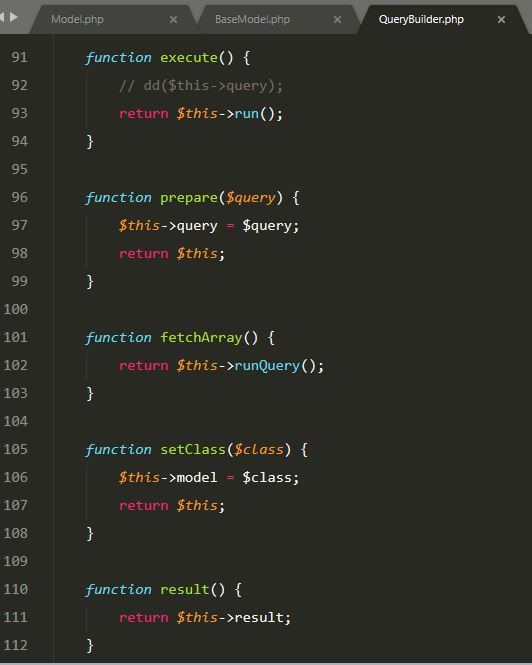 Model.php × BaseModel.php × QueryBuilder.php ×
91 function execute() {
92 // dd($this->query);
93 return $this->run();
94 }
95
96 function prepare($query) {
97 $this->query = $query;
98 return $this;
99 }
100
101 function fetchArray() {
102 return $this->runQuery();
103 }
104
105 function setClass($class) {
106 $this->model = $class;
107 return $this;
108 }
109
110 function result() {
111 return $this->result;
112 }